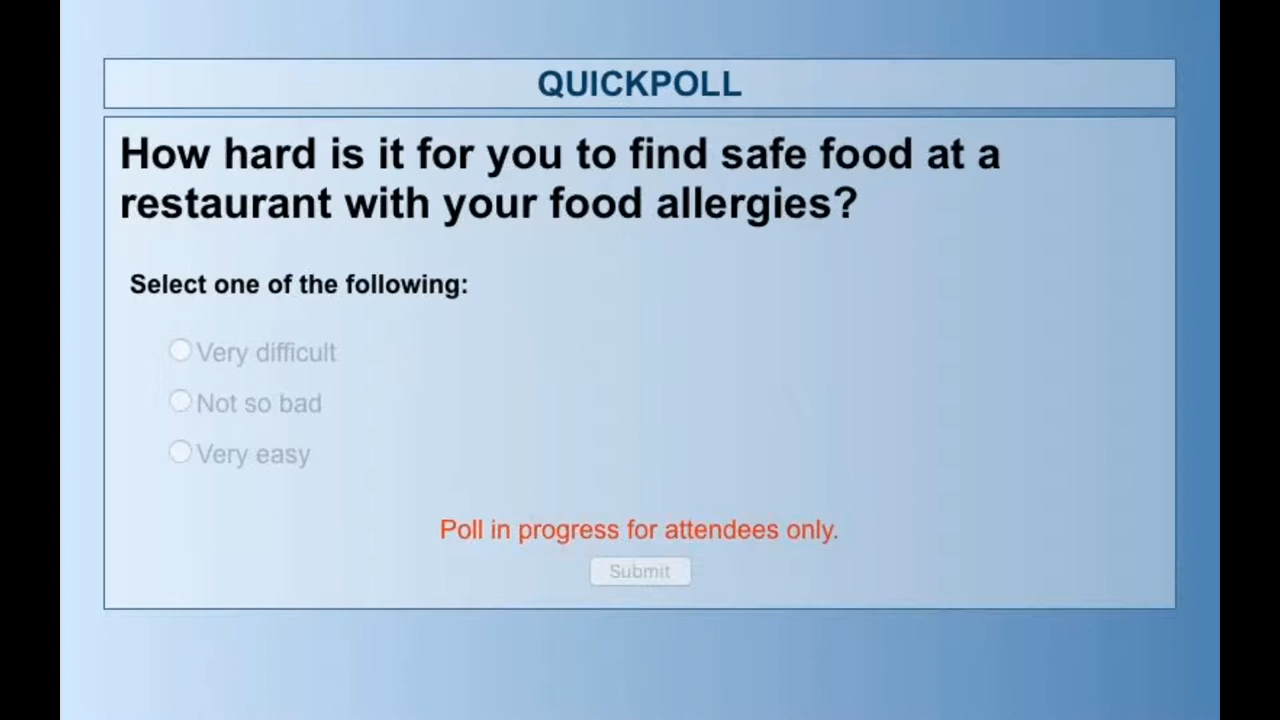 QUICKPOLL
How hard is it for you to find safe food at a
restaurant with your food allergies?
Select one of the following:
Very difficult
Not so bad
Very easy
Poll in progress for attendees only.
Submit